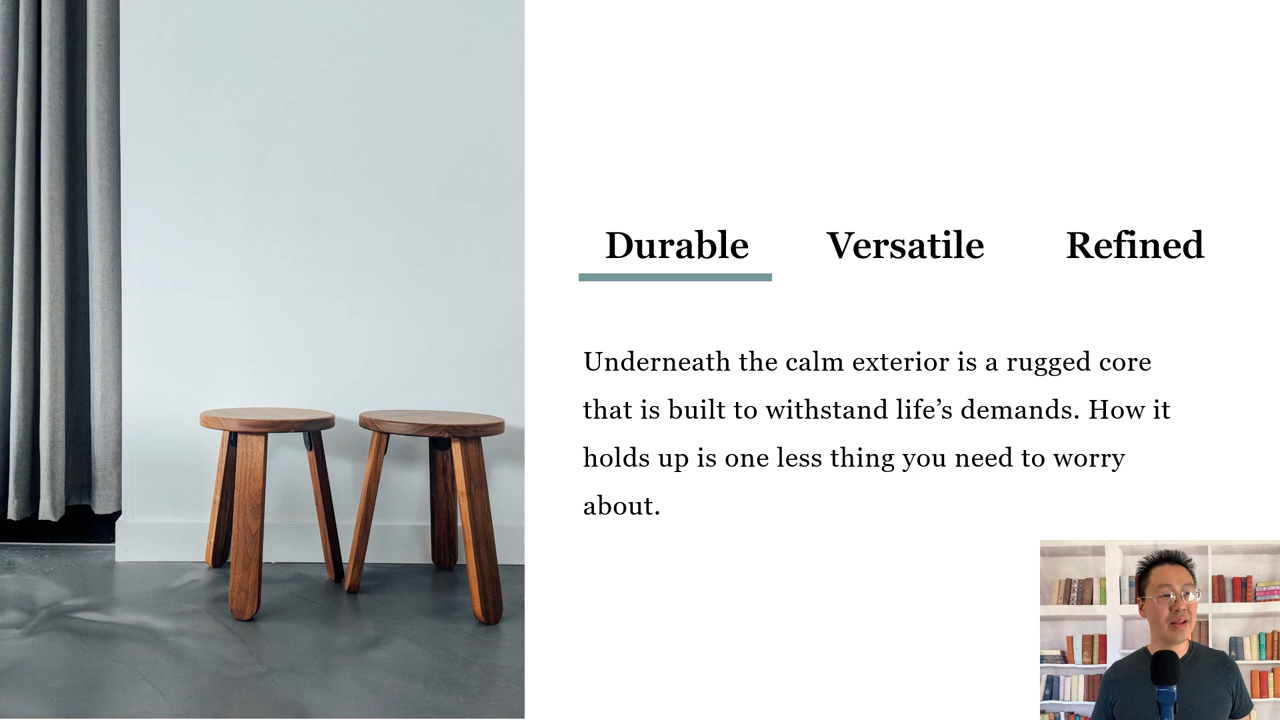 Durable Versatile Refined
Underneath the calm exterior is a rugged core
that is built to withstand life’s demands. How it
holds up is one less thing you need to worry
about.